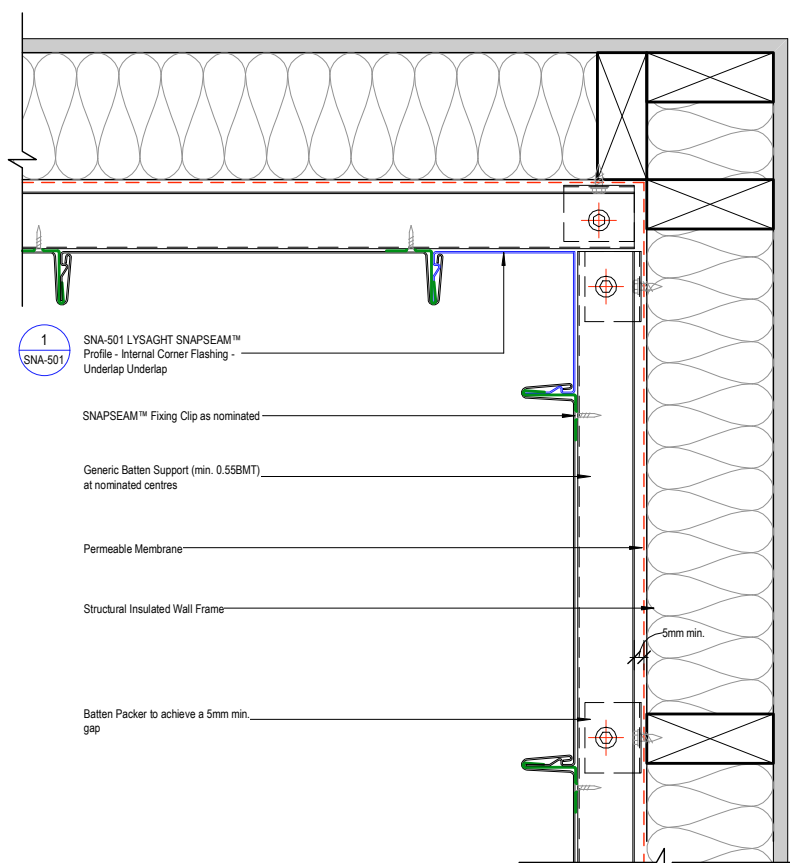 1
SNA-501
SNA-501 LYSAGHT SNAPSEAM™
Profile - Internal Corner Flashing -
Underlap Underlap
SNAPSEAM™ Fixing Clip as nominated
Generic Batten Support (min. 0.55BMT)
at nominated centres
Permeable Membrane
Structural Insulated Wall Frame
5mm min.
Batten Packer to achieve a 5mm min.
gap